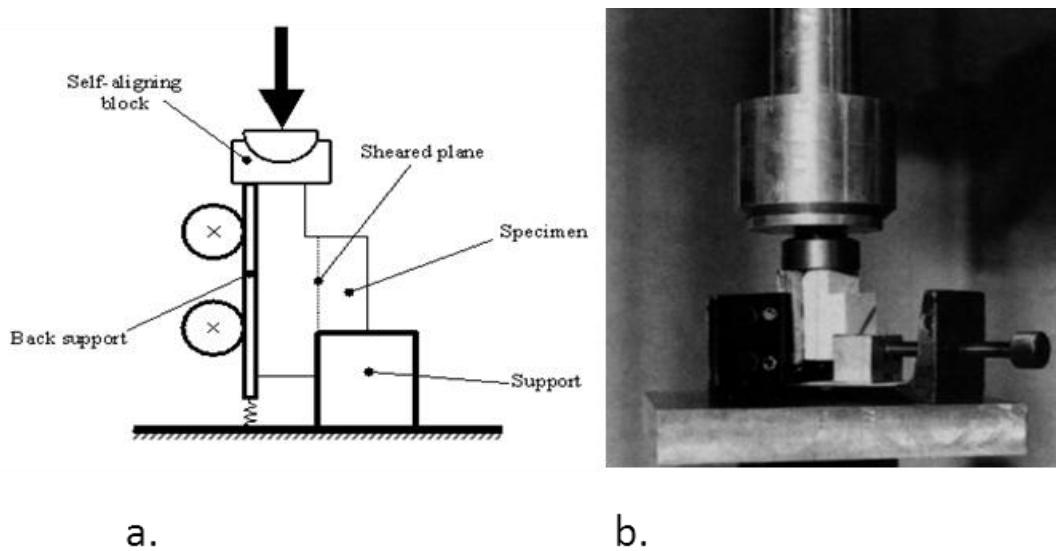 Self-aligning
block
Sheared plane
Specimen
Back support
Support
a.
b.